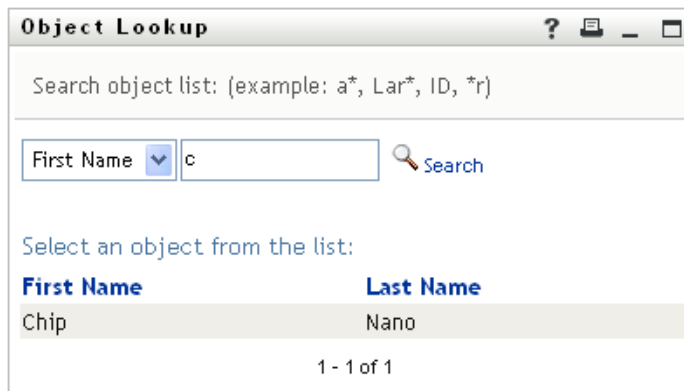 Object Lookup ?
Search object list: (example: a*, Lar*, ID, *r)
First Name c Search
Select an object from the list:
First Name Last Name
Chip Nano
1 - 1 of 1